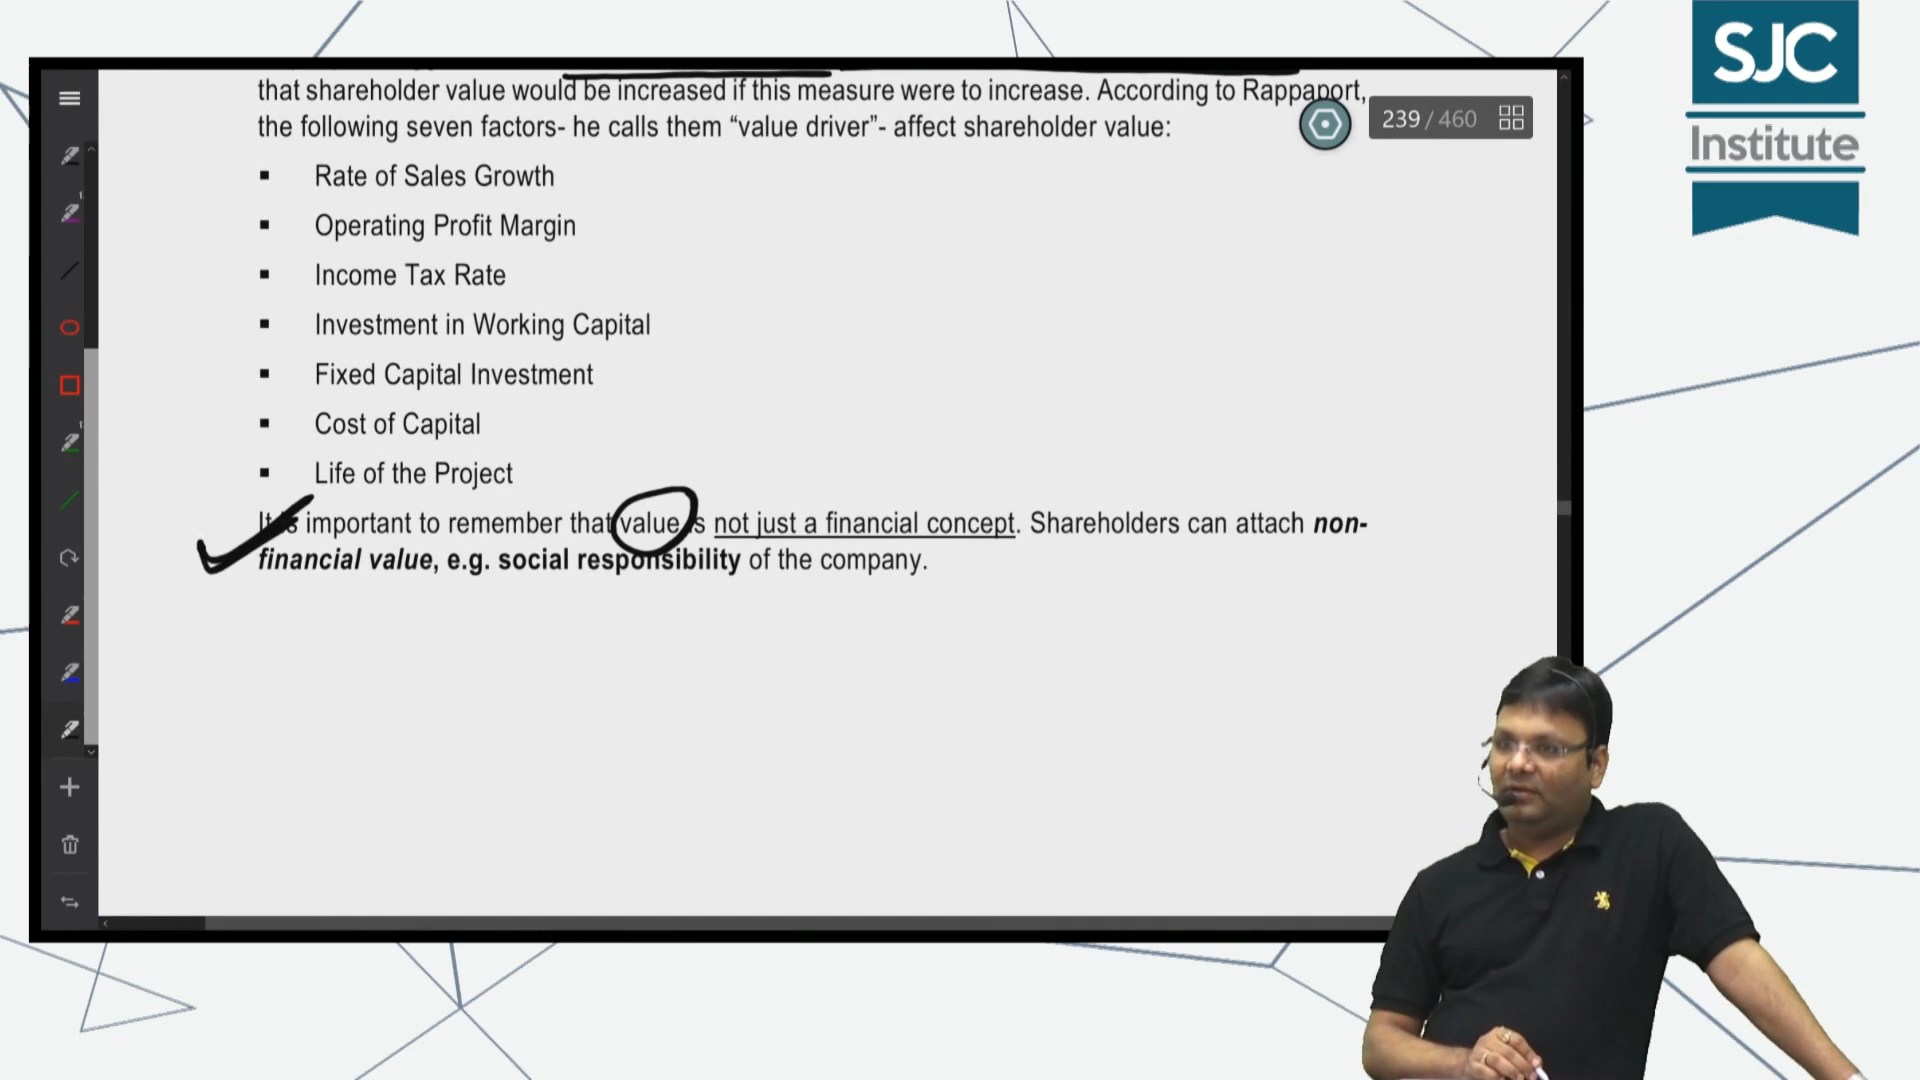 that shareholder value would be increased if this measure were to increase. According to Rappaport,
the following seven factors- he calls them “value driver”- affect shareholder value:
▪ Rate of Sales Growth
▪ Operating Profit Margin
▪ Income Tax Rate
▪ Investment in Working Capital
▪ Fixed Capital Investment
▪ Cost of Capital
▪ Life of the Project
It is important to remember that value is not just a financial concept. Shareholders can attach non-
financial value, e.g. social responsibility of the company.
239 / 460
SJC
Institute